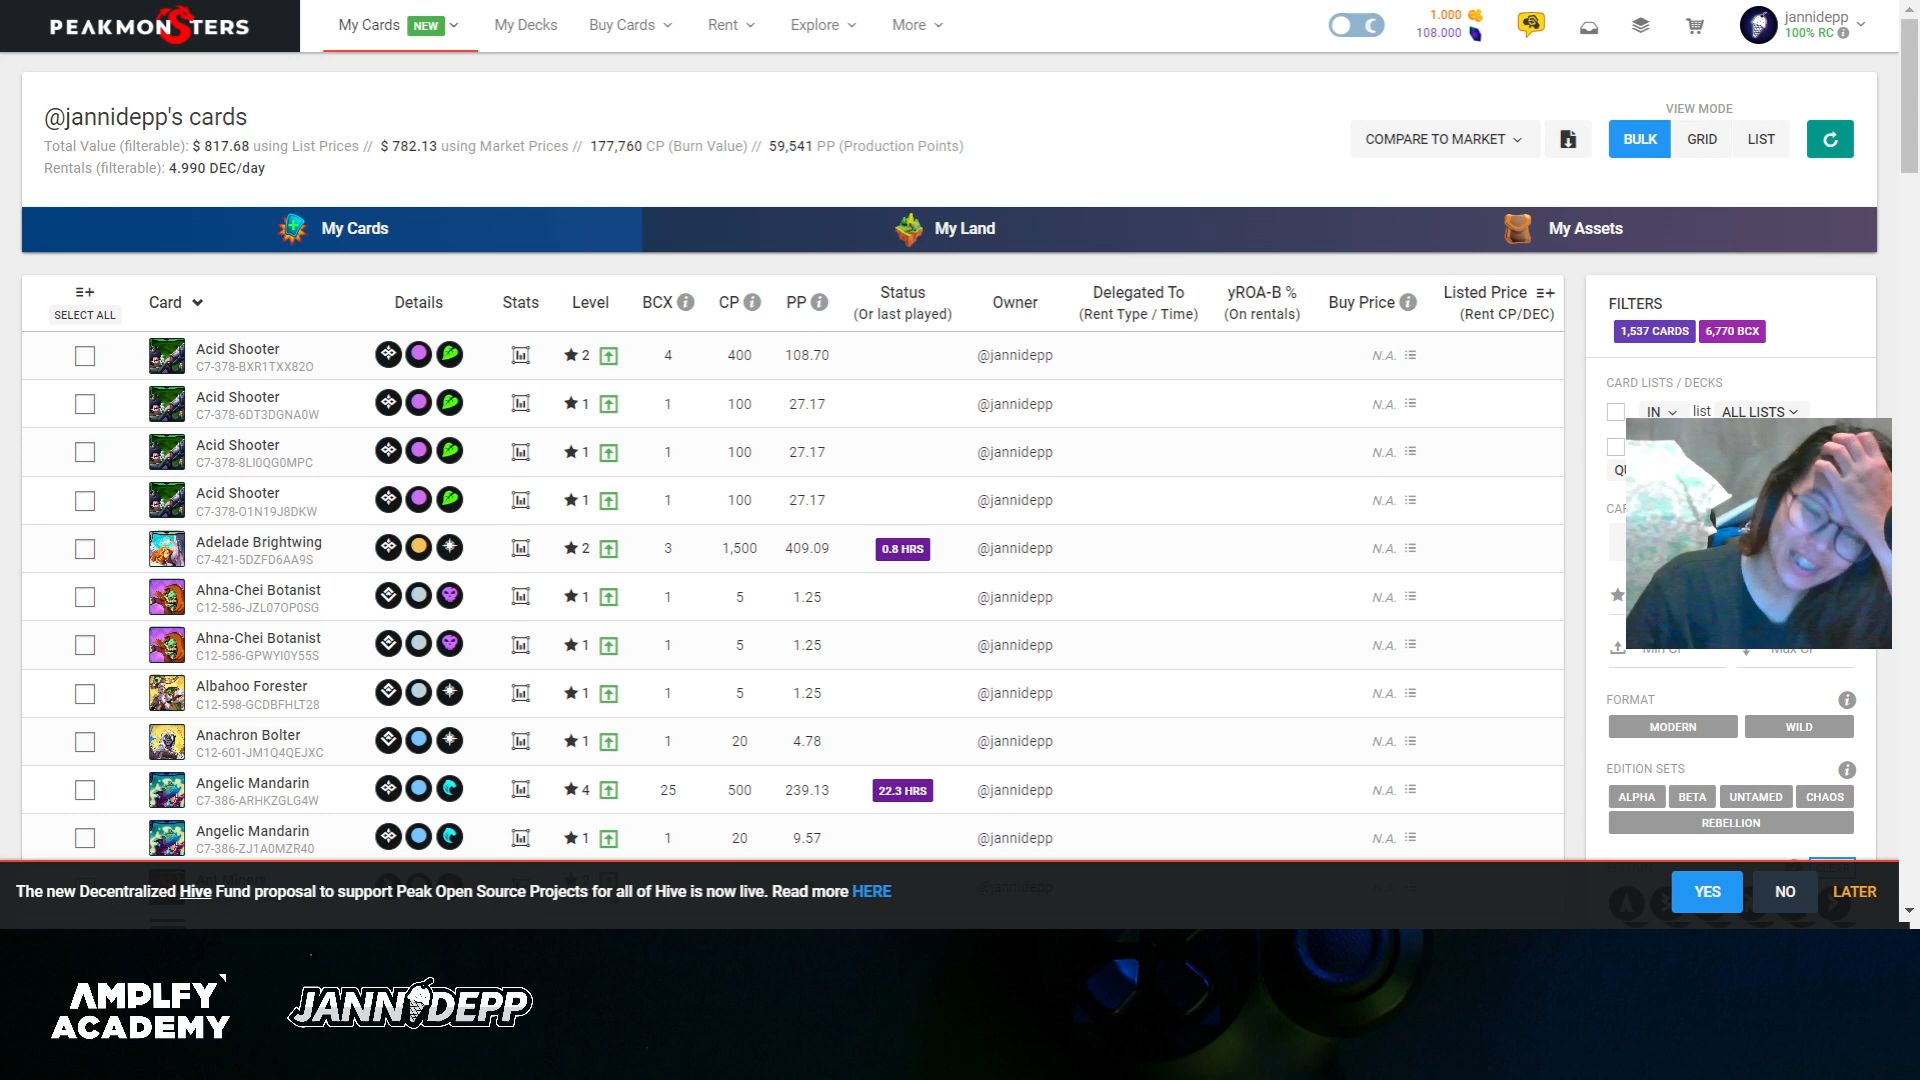 PEAKMONSTERS
My Cards NEW
My Decks
Buy Cards
Rent
Explore
More
1.000
108.000
jannidepp
100% RC
@jannidepp's cards
Total Value (filterable): $ 817.68 using List Prices // $ 782.13 using Market Prices // 177,760 CP (Burn Value) // 59,541 PP (Production Points)
Rentals (filterable): 4.990 DEC/day
COMPARE TO MARKET
VIEW MODE
BULK GRID LIST
My Cards
My Land
My Assets
SELECT ALL
Card
Details
Stats
Level
BCX
CP
PP
Status
(Or last played)
Owner
Delegated To
(Rent Type / Time)
yROA-B %
(On rentals)
Buy Price
Listed Price
(Rent CP/DEC)
Acid Shooter
C7-378-BXR1TXX82O
2 4 400 108.70 @jannidepp N.A.
Acid Shooter
C7-378-6DT3DGNA0W
1 1 100 27.17 @jannidepp N.A.
Acid Shooter
C7-378-8LI0QG0MPC
1 1 100 27.17 @jannidepp N.A.
Acid Shooter
C7-378-O1N19J8DKW
1 1 100 27.17 @jannidepp N.A.
Adelade Brightwing
C7-421-5DZFD6AA9S
2 3 1,500 409.09 0.8 HRS @jannidepp N.A.
Ahna-Chei Botanist
C12-586-JZL07OP0SG
1 1 5 1.25 @jannidepp N.A.
Ahna-Chei Botanist
C12-586-GPWYI0Y55S
1 1 5 1.25 @jannidepp N.A.
Albahoo Forester
C12-598-GCDBFHLT28
1 1 5 1.25 @jannidepp N.A.
Anachron Bolter
C12-601-JM1Q4QEJXC
1 1 20 4.78 @jannidepp N.A.
Angelic Mandarin
C7-386-ARHKZGLG4W
4 25 500 239.13 22.3 HRS @jannidepp N.A.
Angelic Mandarin
C7-386-ZJ1A0MZR40
1 1 20 9.57 @jannidepp N.A.
FILTERS
1,537 CARDS 6,770 BCX
CARD LISTS / DECKS
IN list ALL LISTS
FORMAT
MODERN WILD
EDITION SETS
ALPHA BETA UNTAMED CHAOS
REBELLION
The new Decentralized Hive Fund proposal to support Peak Open Source Projects for all of Hive is now live. Read more HERE
YES NO LATER
AMPLFY
ACADEMY
JANNIDEPP